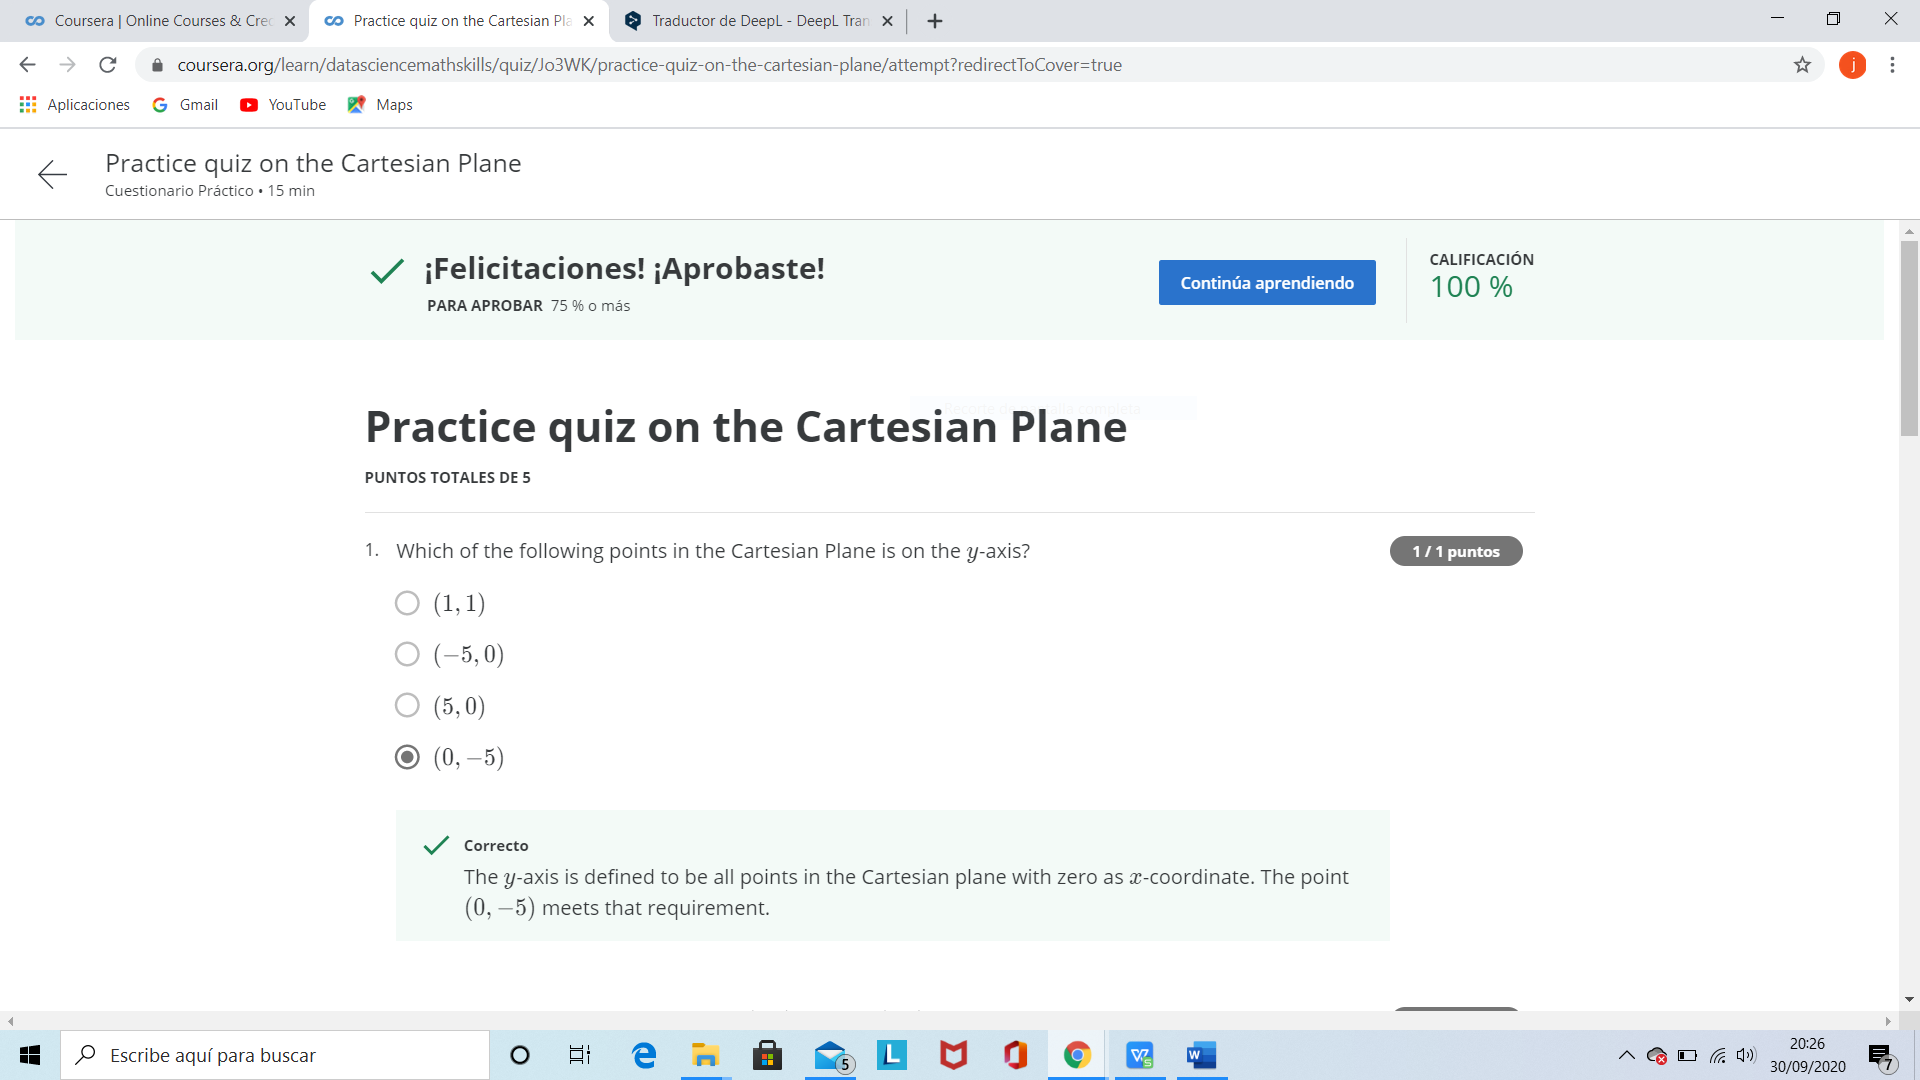 Coursera | Online Courses & Crec
Practice quiz on the Cartesian Pla
Traductor de DeepL - DeepL Tran
coursera.org/learn/datasciencemathskills/quiz/Jo3WK/practice-quiz-on-the-cartesian-plane/attempt?redirectToCover=true
j
Aplicaciones
Gmail
YouTube
Maps
Practice quiz on the Cartesian Plane
Cuestionario Práctico • 15 min
¡Felicitaciones! ¡Aprobaste!
PARA APROBAR 75 % o más
Continúa aprendiendo
CALIFICACIÓN
100 %
Recorte de pantalla completa
Practice quiz on the Cartesian Plane
PUNTOS TOTALES DE 5
1. Which of the following points in the Cartesian Plane is on the y-axis?
1 / 1 puntos
(1, 1)
(−5, 0)
(5, 0)
(0, −5)
Correcto
The y-axis is defined to be all points in the Cartesian plane with zero as x-coordinate. The point
(0, −5) meets that requirement.
Escribe aquí para buscar
5
L
W
20:26
30/09/2020
7